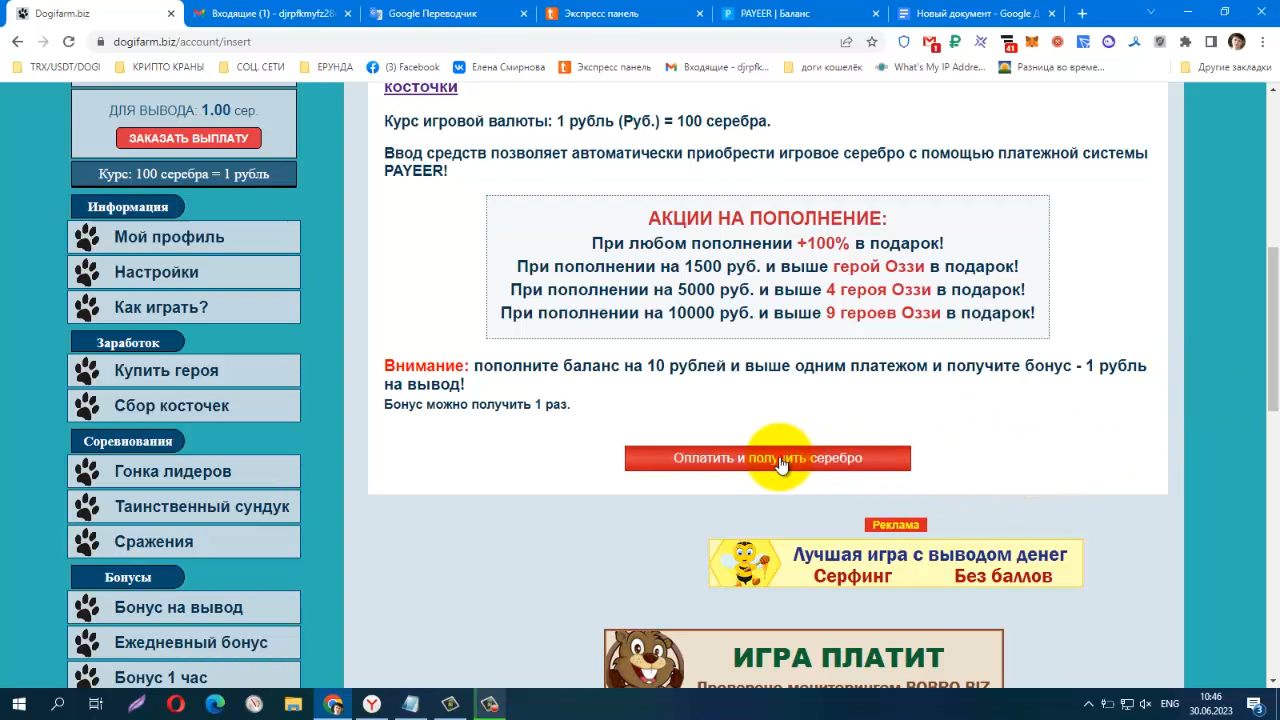 Dogifarm.biz
Входящие (1) - djrpfkmyfz28
Google Переводчик
Экспресс панель
PAYEER | Баланс
Новый документ - Google Д
dogifarm.biz/account/insert
1
41
TRX/USDT/DOGI
КРИПТО КРАНЫ
СОЦ. СЕТИ
ЕРУНДА
(3) Facebook
Елена Смирнова
Экспресс панель
Входящие - djrpfk...
доги кошелёк
What's My IP Addre...
Разница во време...
Другие закладки
ДЛЯ ВЫВОДА: 1.00 сер.
ЗАКАЗАТЬ ВЫПЛАТУ
Курс: 100 серебра = 1 рубль
Информация
Мой профиль
Настройки
Как играть?
Заработок
Купить героя
Сбор косточек
Соревнования
Гонка лидеров
Таинственный сундук
Сражения
Бонусы
Бонус на вывод
Ежедневный бонус
Бонус 1 час
косточки
Курс игровой валюты: 1 рубль (Руб.) = 100 серебра.
Ввод средств позволяет автоматически приобрести игровое серебро с помощью платежной системы
PAYEER!
АКЦИИ НА ПОПОЛНЕНИЕ:
При любом пополнении +100% в подарок!
При пополнении на 1500 руб. и выше герой Оззи в подарок!
При пополнении на 5000 руб. и выше 4 героя Оззи в подарок!
При пополнении на 10000 руб. и выше 9 героев Оззи в подарок!
Внимание: пополните баланс на 10 рублей и выше одним платежом и получите бонус - 1 рубль
на вывод!
Бонус можно получить 1 раз.
Оплатить и получить серебро
Реклама
Лучшая игра с выводом денег
Серфинг Без баллов
ИГРА ПЛАТИТ
Проверено мониторингом BOBRO.BIZ
ENG
10:46
30.06.2023
3